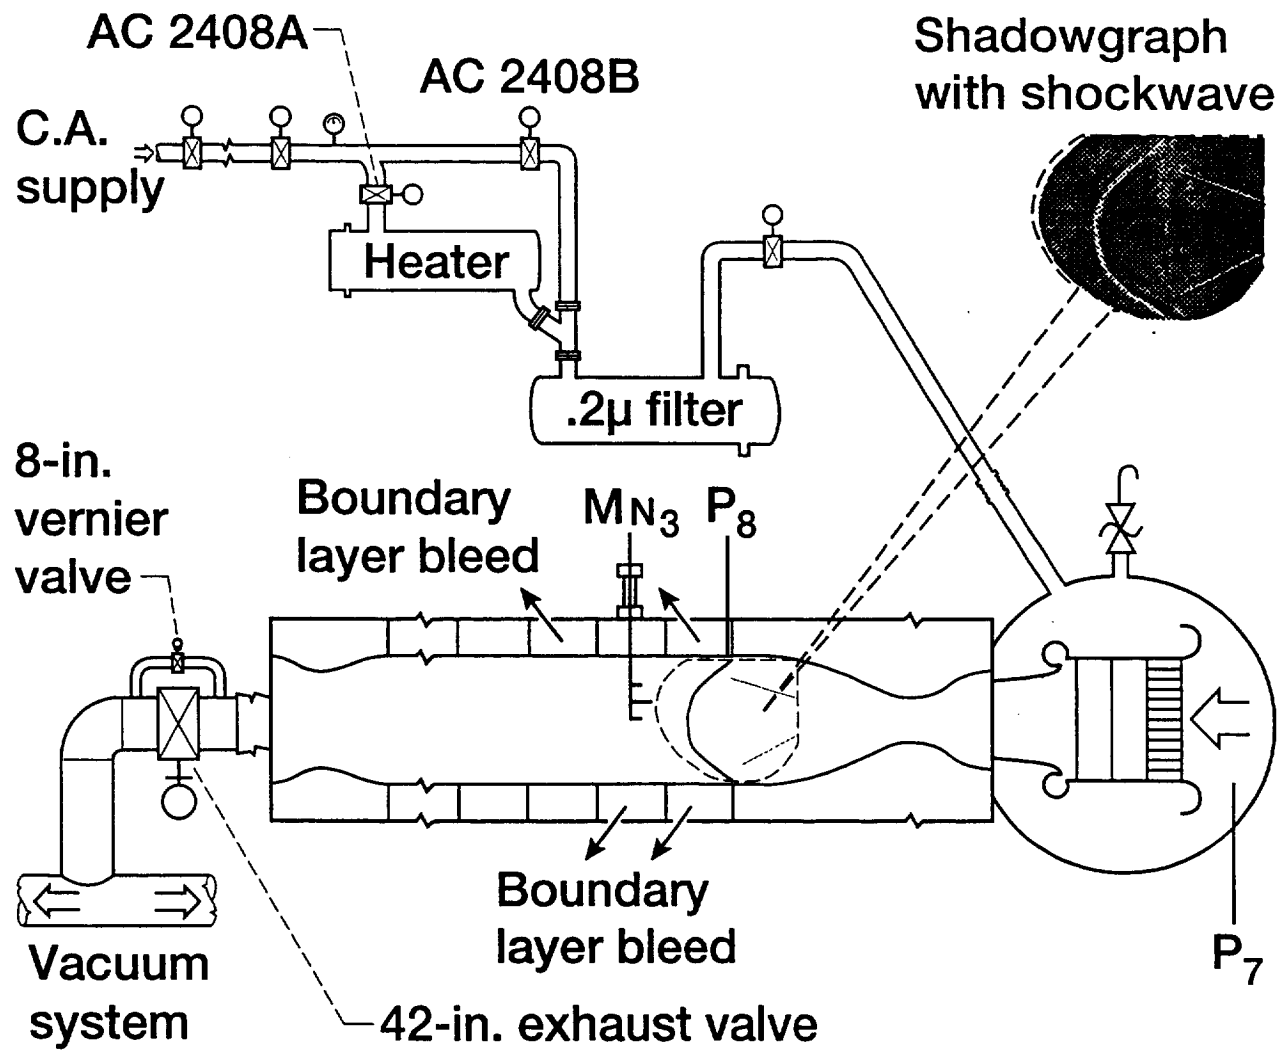 AC 2408A
AC 2408B
Shadowgraph
with shockwave
C.A.
supply
Heater
.2µ filter
8-in.
vernier
valve
Boundary
layer bleed
MN3
P8
Boundary
layer bleed
P7
Vacuum
system
42-in. exhaust valve